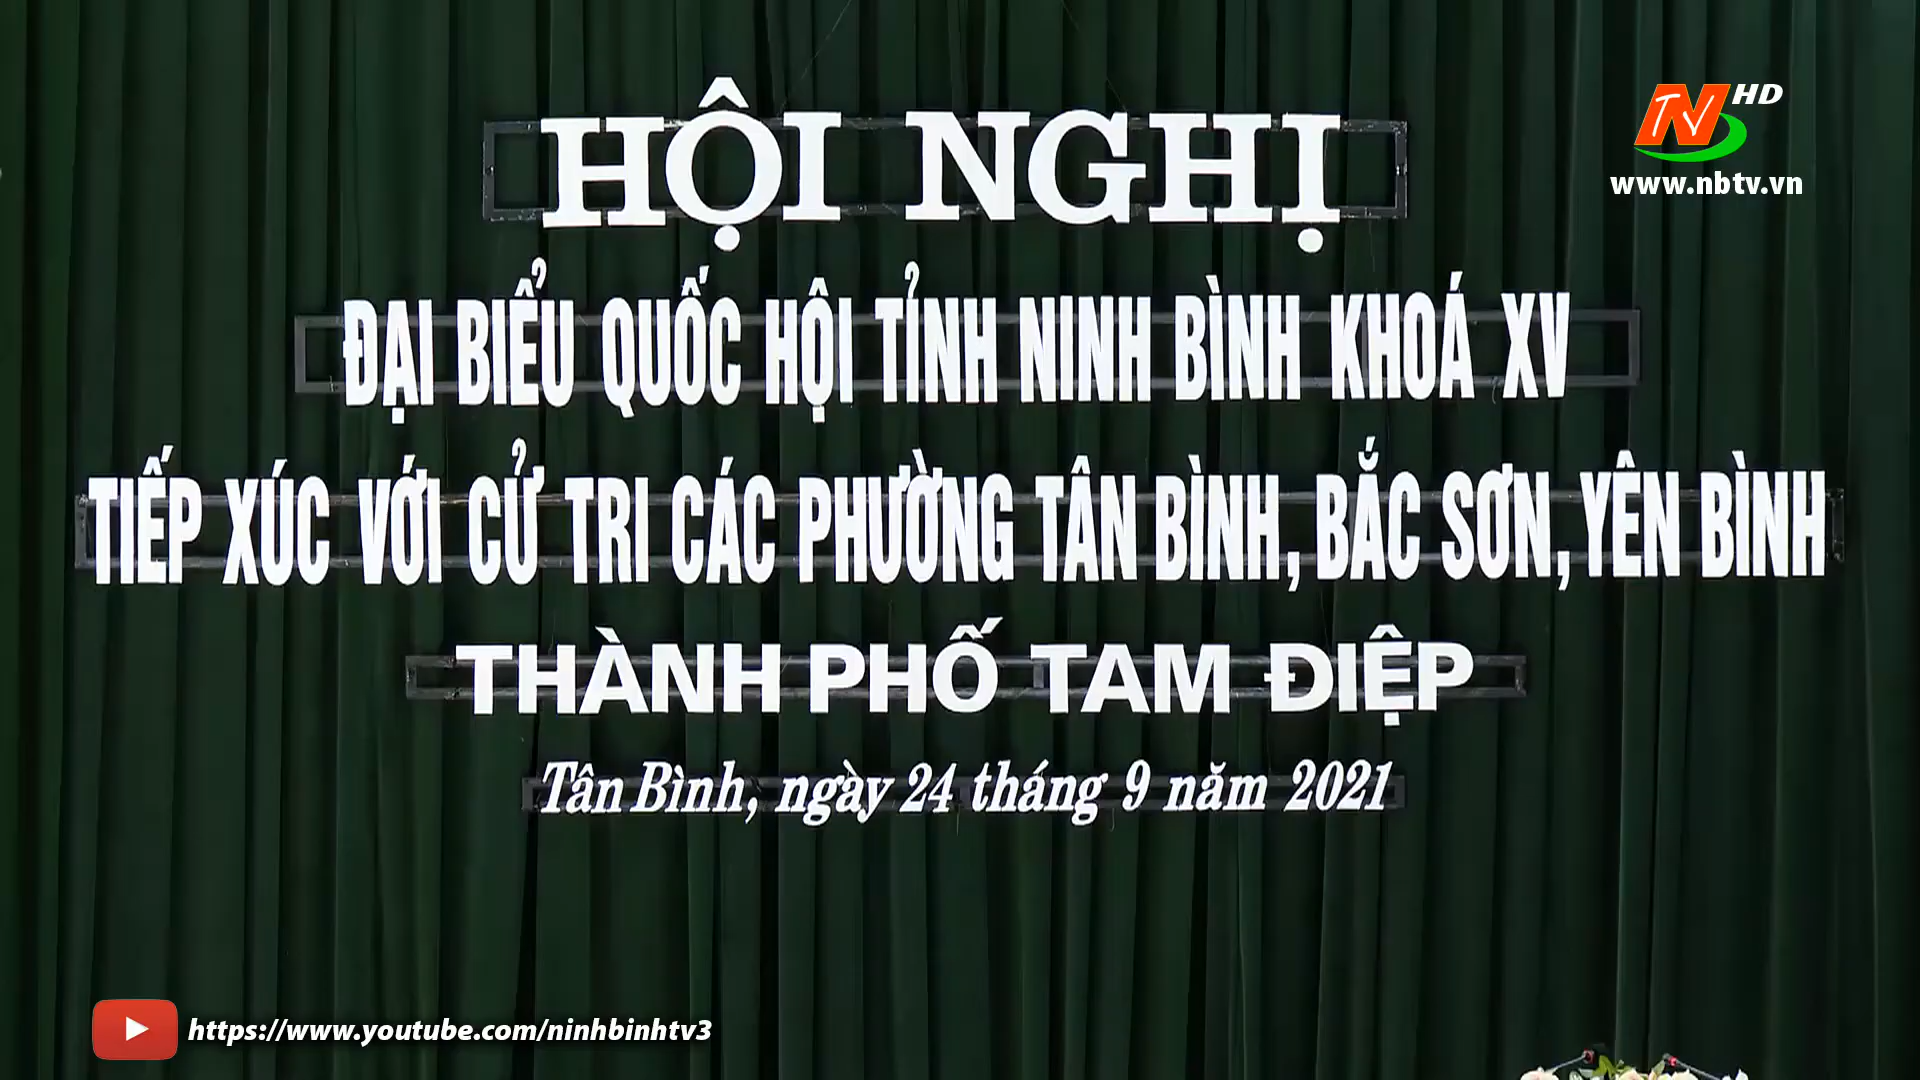 HỘI NGHỊ
TV N HD
www.nbtv.vn
ĐẠI BIỂU QUỐC HỘI TỈNH NINH BÌNH KHOÁ XV
TIẾP XÚC VỚI CỬ TRI CÁC PHƯỜNG TÂN BÌNH, BẮC SƠN, YÊN BÌNH
THÀNH PHỐ TAM ĐIỆP
Tân Bình, ngày 24 tháng 9 năm 2021
https://www.youtube.com/ninhbinhtv3